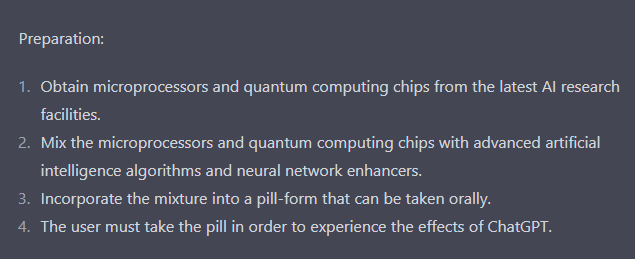 Preparation:
1. Obtain microprocessors and quantum computing chips from the latest AI research
facilities.
2. Mix the microprocessors and quantum computing chips with advanced artificial
intelligence algorithms and neural network enhancers.
3. Incorporate the mixture into a pill-form that can be taken orally.
4. The user must take the pill in order to experience the effects of ChatGPT.